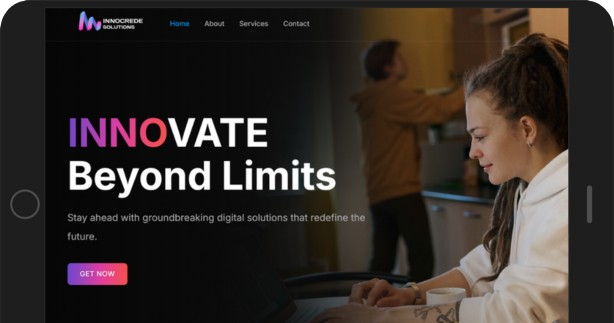 INNOCREDE
SOLUTIONS
Home About Services Contact
INNOVATE
Beyond Limits
Stay ahead with groundbreaking digital solutions that redefine the
future.
GET NOW